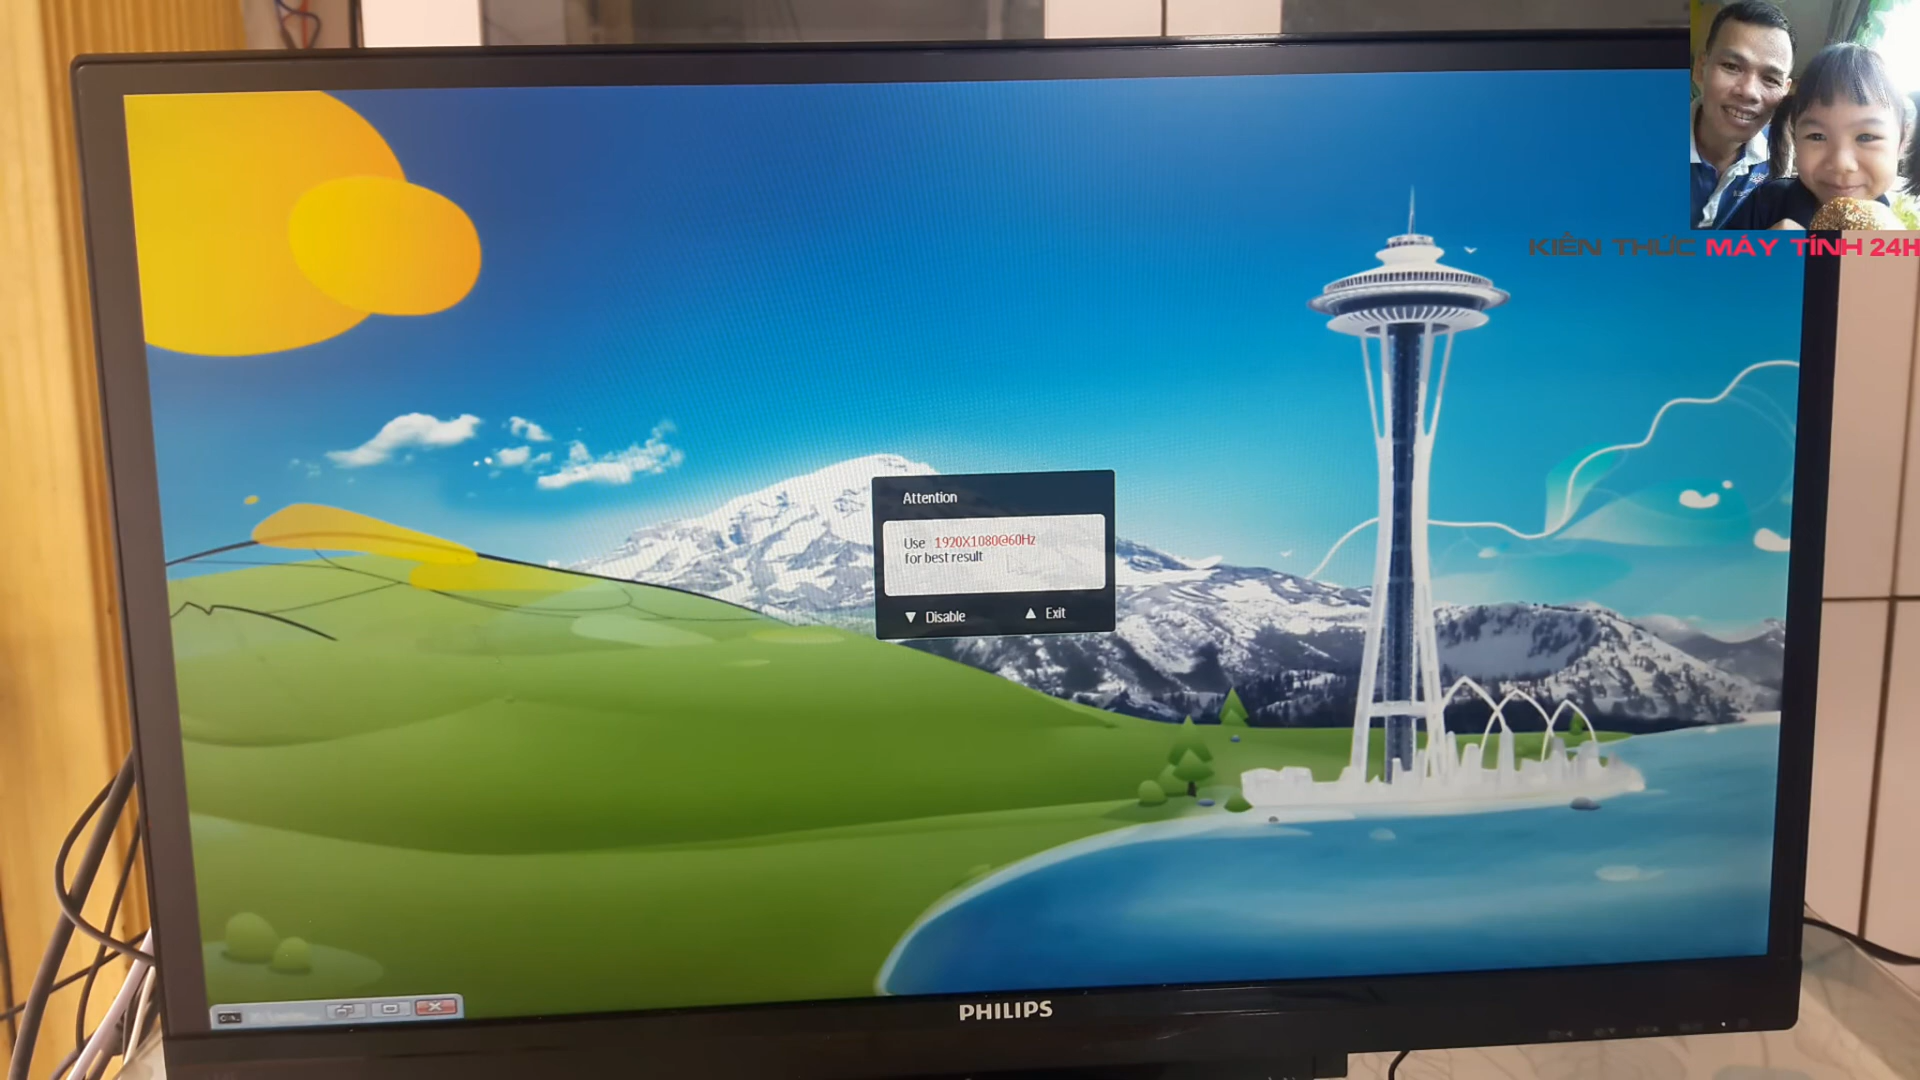 KIẾN THỨC MÁY TÍNH 24H
Attention
Use 1920X1080@60Hz
for best result
▼ Disable ▲ Exit
PHILIPS